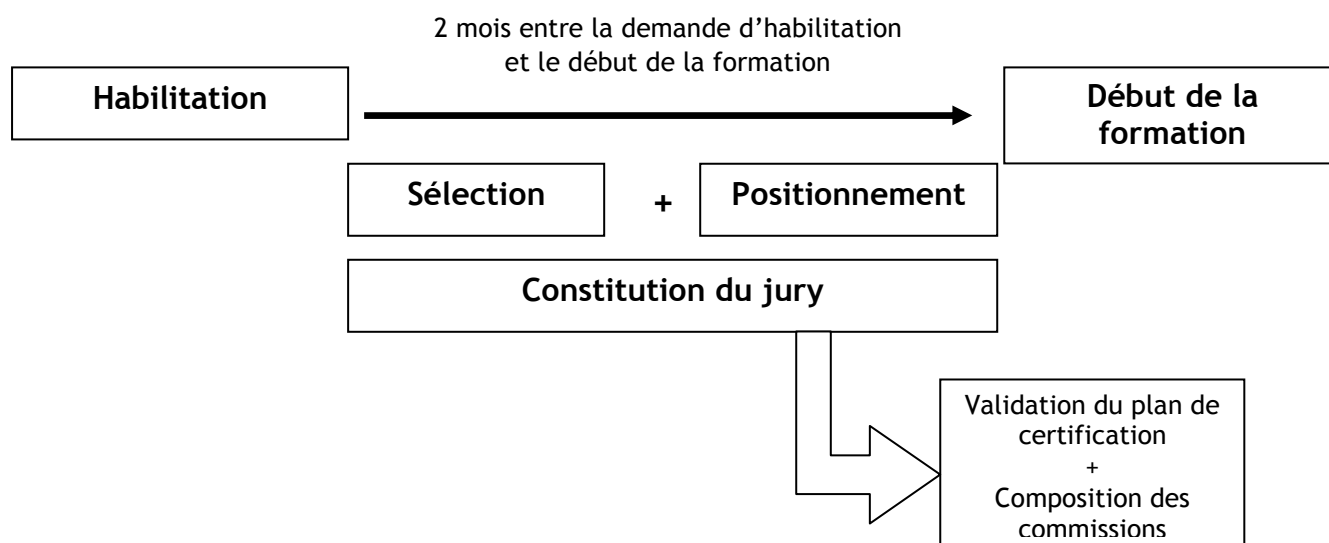 2 mois entre la demande d’habilitation
et le début de la formation
Habilitation
Début de la
formation
Sélection
+
Positionnement
Constitution du jury
Validation du plan de
certification
+
Composition des
commissions